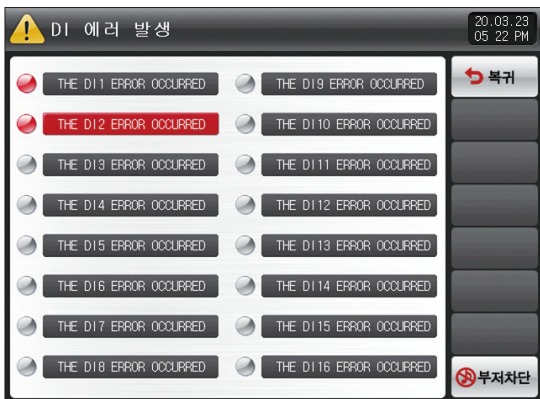 DI 에러 발생
20.03.23
05 22 PM
THE DI1 ERROR OCCURRED
THE DI2 ERROR OCCURRED
THE DI3 ERROR OCCURRED
THE DI4 ERROR OCCURRED
THE DI5 ERROR OCCURRED
THE DI6 ERROR OCCURRED
THE DI7 ERROR OCCURRED
THE DI8 ERROR OCCURRED
THE DI9 ERROR OCCURRED
THE DI10 ERROR OCCURRED
THE DI11 ERROR OCCURRED
THE DI12 ERROR OCCURRED
THE DI13 ERROR OCCURRED
THE DI14 ERROR OCCURRED
THE DI15 ERROR OCCURRED
THE DI16 ERROR OCCURRED
복귀
부저차단